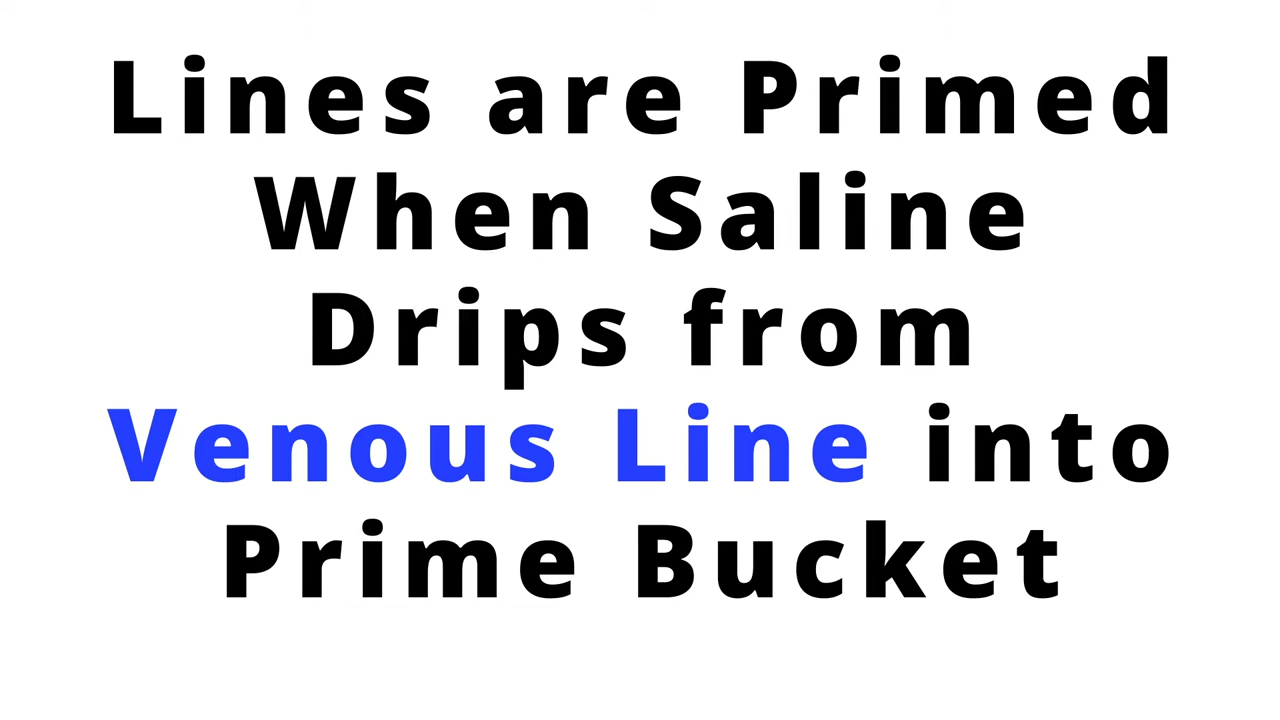 Lines are Primed
When Saline
Drips from
Venous Line into
Prime Bucket